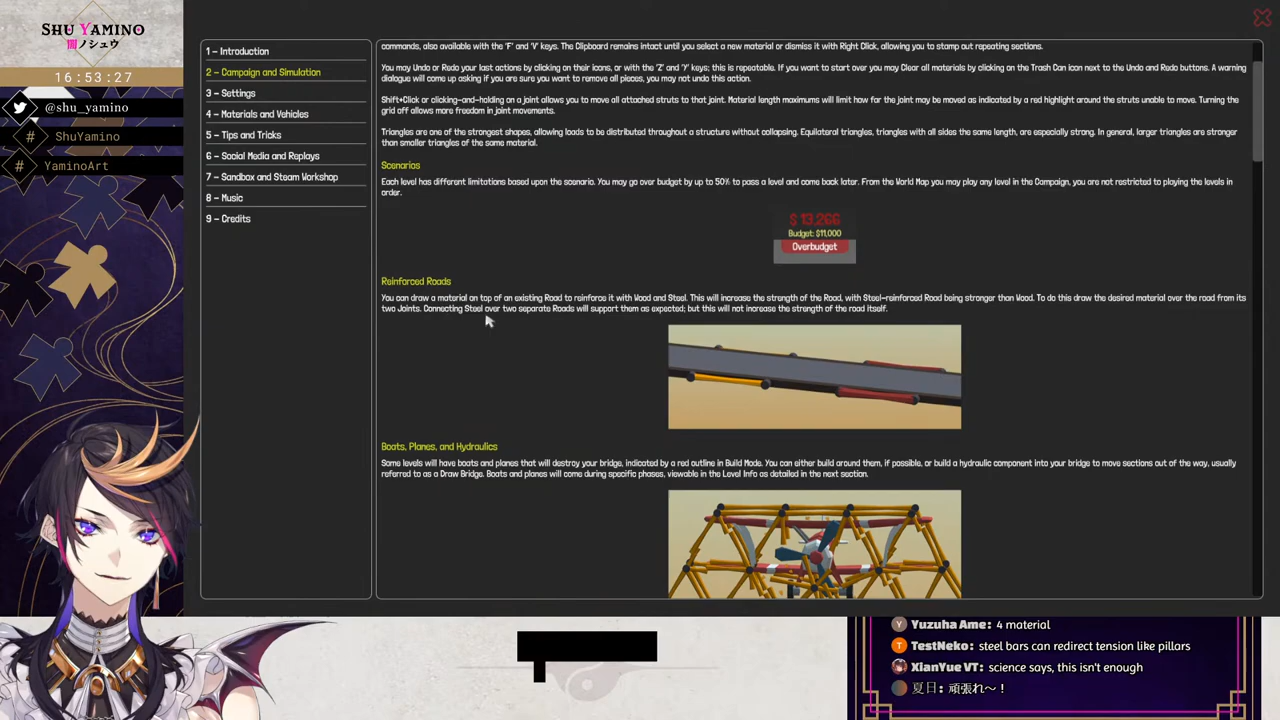 SHU YAMINO
闇ノシュウ
16:53:27
@shu_yamino
# ShuYamino
# YaminoArt
1 – Introduction
2 – Campaign and Simulation
3 – Settings
4 – Materials and Vehicles
5 – Tips and Tricks
6 – Social Media and Replays
7 – Sandbox and Steam Workshop
8 – Music
9 – Credits
commands, also available with the 'F' and 'V' keys. The Clipboard remains intact until you select a new material or dismiss it with Right Click, allowing you to stamp out repeating sections.
You may Undo or Redo your last actions by clicking on their icons, or with the 'Z' and 'Y' keys; this is repeatable. If you want to start over you may Clear all materials by clicking on the Trash Can icon next to the Undo and Redo buttons. A warning
dialogue will come up asking if you are sure you want to remove all pieces, you may not undo this action.
Shift+Click or clicking-and-holding on a joint allows you to move all attached struts to that joint. Material length maximums will limit how far the joint may be moved as indicated by a red highlight around the struts unable to move. Turning the
grid off allows more freedom in joint movements.
Triangles are one of the strongest shapes, allowing loads to be distributed throughout a structure without collapsing. Equilateral triangles, triangles with all sides the same length, are especially strong. In general, larger triangles are stronger
than smaller triangles of the same material.
Scenarios
Each level has different limitations based upon the scenario. You may go over budget by up to 50% to pass a level and come back later. From the World Map you may play any level in the Campaign, you are not restricted to playing the levels in
order.
$ 13,266
Budget: $11,000
Overbudget
Reinforced Roads
You can draw a material on top of an existing Road to reinforce it with Wood and Steel. This will increase the strength of the Road, with Steel-reinforced Road being stronger than Wood. To do this draw the desired material over the road from its
two Joints. Connecting Steel over two separate Roads will support them as expected; but this will not increase the strength of the road itself.
Boats, Planes, and Hydraulics
Some levels will have boats and planes that will destroy your bridge, indicated by a red outline in Build Mode. You can either build around them, if possible, or build a hydraulic component into your bridge to move sections out of the way, usually
referred to as a Draw Bridge. Boats and planes will come during specific phases, viewable in the Level Info as detailed in the next section.
Y Yuzuha Ame: 4 material
T TestNeko: steel bars can redirect tension like pillars
XianYue VT: science says, this isn't enough
夏日: 頑張れ~！